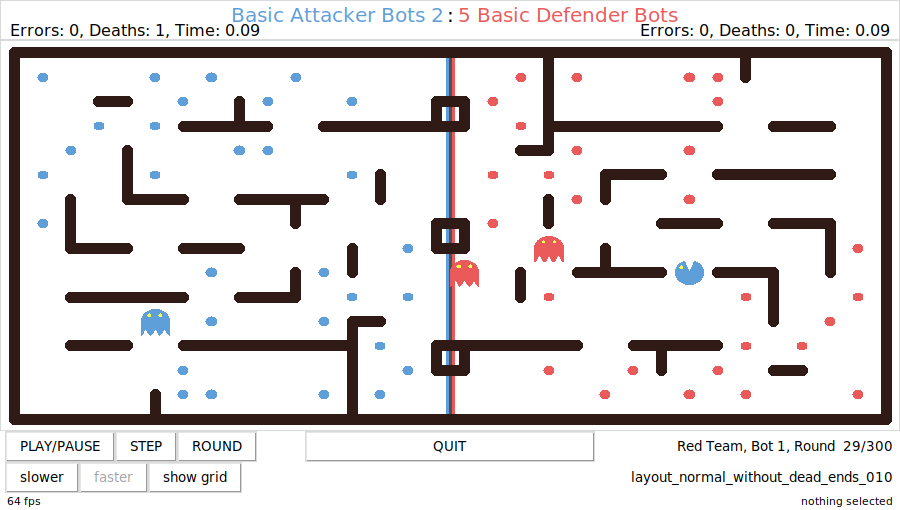 Basic Attacker Bots 2 : 5 Basic Defender Bots
Errors: 0, Deaths: 1, Time: 0.09
Errors: 0, Deaths: 0, Time: 0.09
PLAY/PAUSE
STEP
ROUND
QUIT
Red Team, Bot 1, Round 29/300
slower
faster
show grid
layout_normal_without_dead_ends_010
64 fps
nothing selected